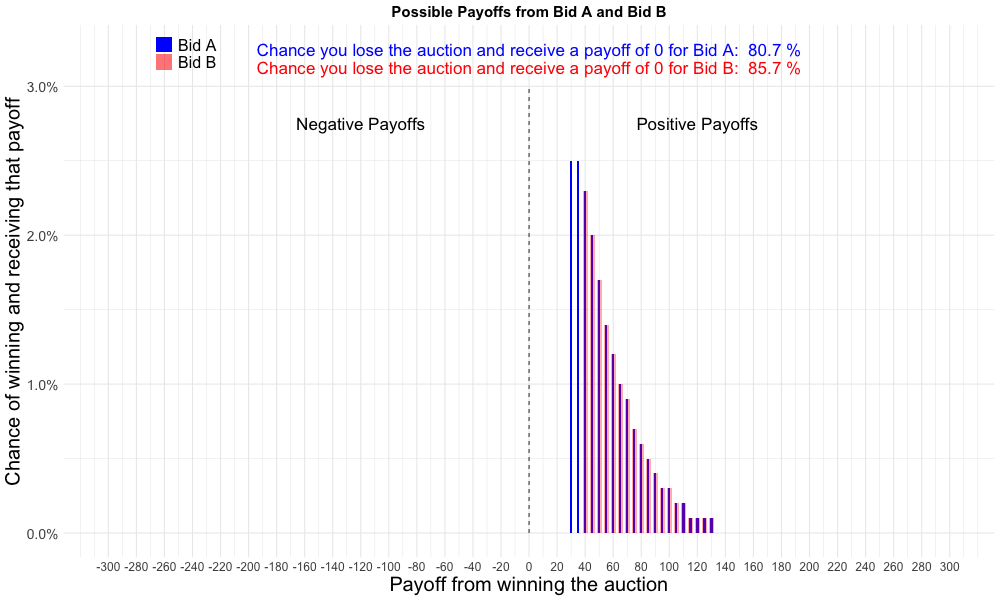 Possible Payoffs from Bid A and Bid B
Bid A
Bid B
Chance you lose the auction and receive a payoff of 0 for Bid A:  80.7 %
Chance you lose the auction and receive a payoff of 0 for Bid B:  85.7 %
Negative Payoffs
Positive Payoffs
Chance of winning and receiving that payoff
3.0%
2.0%
1.0%
0.0%
-300 -280 -260 -240 -220 -200 -180 -160 -140 -120 -100 -80 -60 -40 -20 0 20 40 60 80 100 120 140 160 180 200 220 240 260 280 300
Payoff from winning the auction